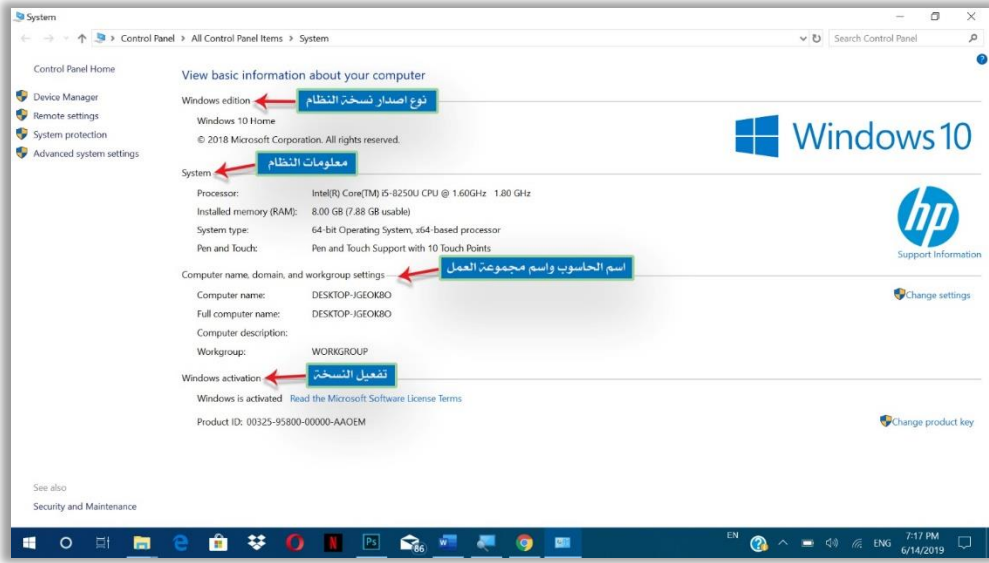 System
Control Panel > All Control Panel Items > System
Search Control Panel
Control Panel Home
Device Manager
Remote settings
System protection
Advanced system settings
View basic information about your computer
Windows edition
نوع اصدار نسخة النظام
Windows 10 Home
© 2018 Microsoft Corporation. All rights reserved.
Windows 10
System
معلومات النظام
Processor: Intel(R) Core(TM) i5-8250U CPU @ 1.60GHz 1.80 GHz
Installed memory (RAM): 8.00 GB (7.88 GB usable)
System type: 64-bit Operating System, x64-based processor
Pen and Touch: Pen and Touch Support with 10 Touch Points
hp
Support Information
Computer name, domain, and workgroup settings
اسم الحاسوب واسم مجموعة العمل
Computer name: DESKTOP-JGEOK8O
Change settings
Full computer name: DESKTOP-JGEOK8O
Computer description:
Workgroup: WORKGROUP
Windows activation
تفعيل النسخة
Windows is activated Read the Microsoft Software License Terms
Product ID: 00325-95800-00000-AAOEM
Change product key
See also
Security and Maintenance
Ps
86
EN
ENG
7:17 PM
6/14/2019